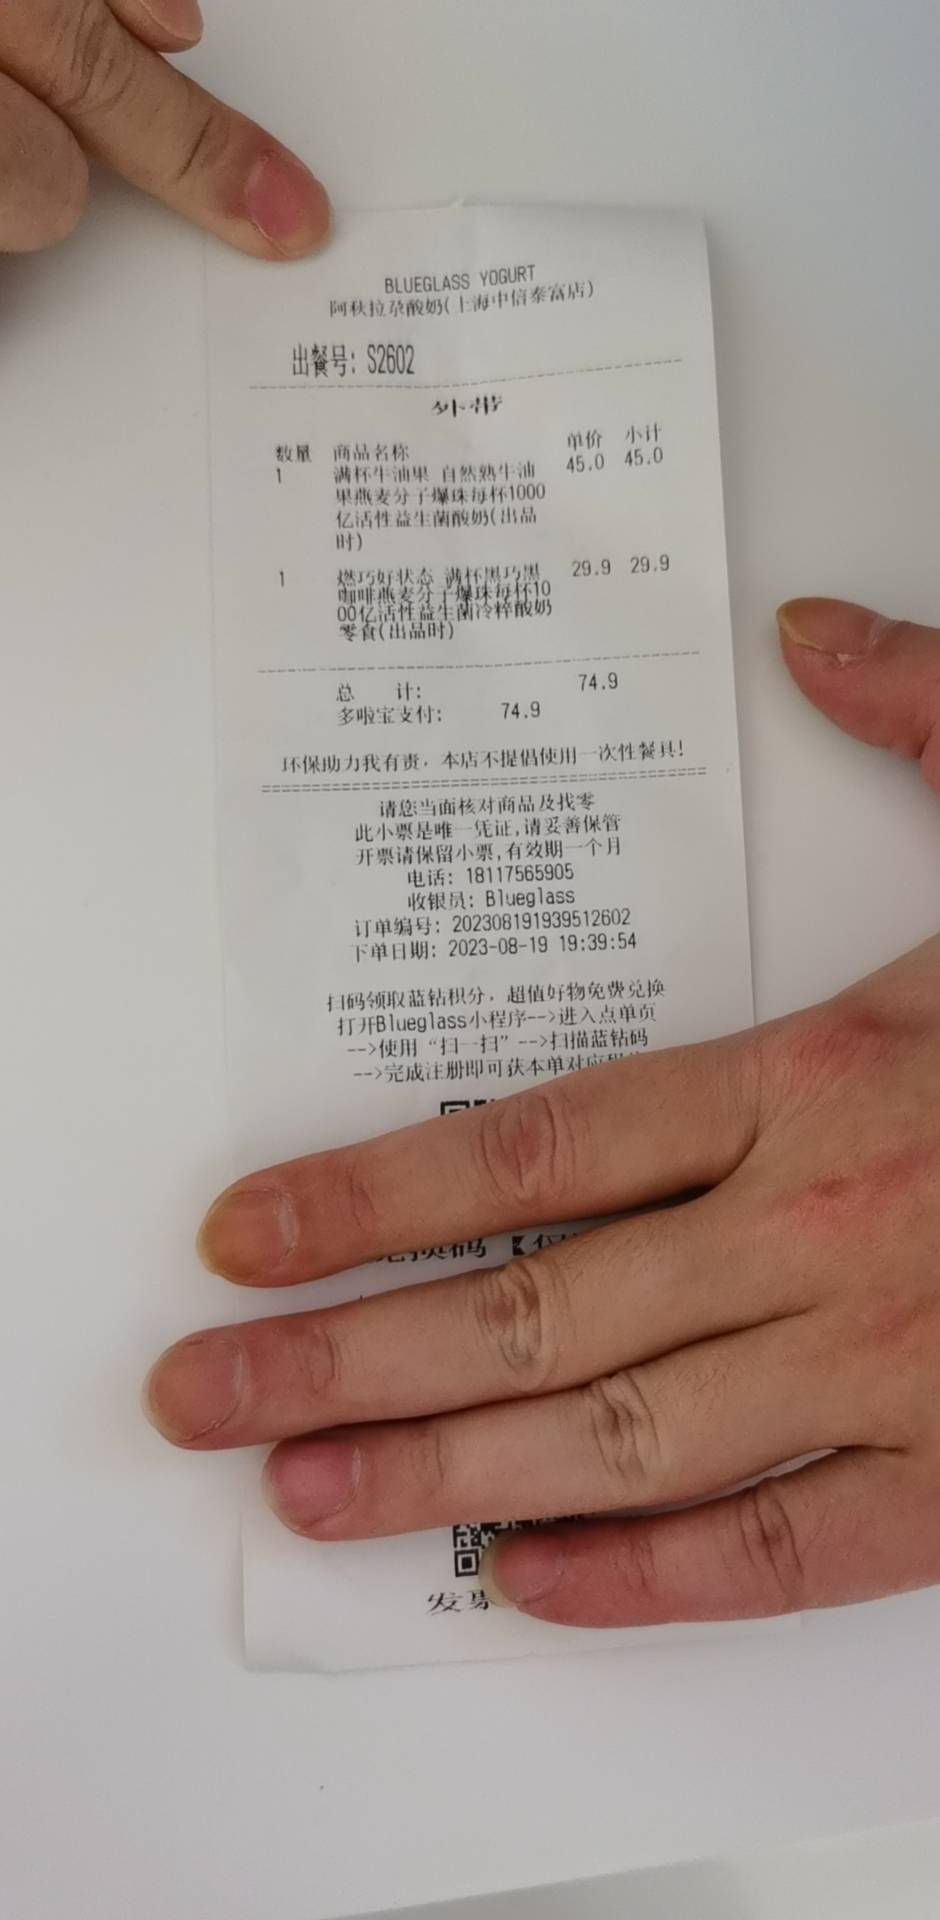 BLUEGLASS YOGURT
阿秋拉尕酸奶(上海中信泰富店)
出餐号: S2602
外带
数量 商品名称 单价 小计
1 满杯牛油果 自然熟牛油 45.0 45.0
果燕麦分子爆珠每杯1000
亿活性益生菌酸奶(出品
时)
1 燃巧好状态 满杯黑巧黑 29.9 29.9
咖啡燕麦分子爆珠每杯10
00亿活性益生菌冷粹酸奶
零食(出品时)
总 计: 74.9
多啦宝支付: 74.9
环保助力我有责，本店不提倡使用一次性餐具!
请您当面核对商品及找零
此小票是唯一凭证,请妥善保管
开票请保留小票,有效期一个月
电话: 18117565905
收银员: Blueglass
订单编号: 202308191939512602
下单日期: 2023-08-19 19:39:54
扫码领取蓝钻积分，超值好物免费兑换
打开Blueglass小程序-->进入点单页
-->使用“扫一扫”-->扫描蓝钻码
-->完成注册即可获本单对应
换码【
发票